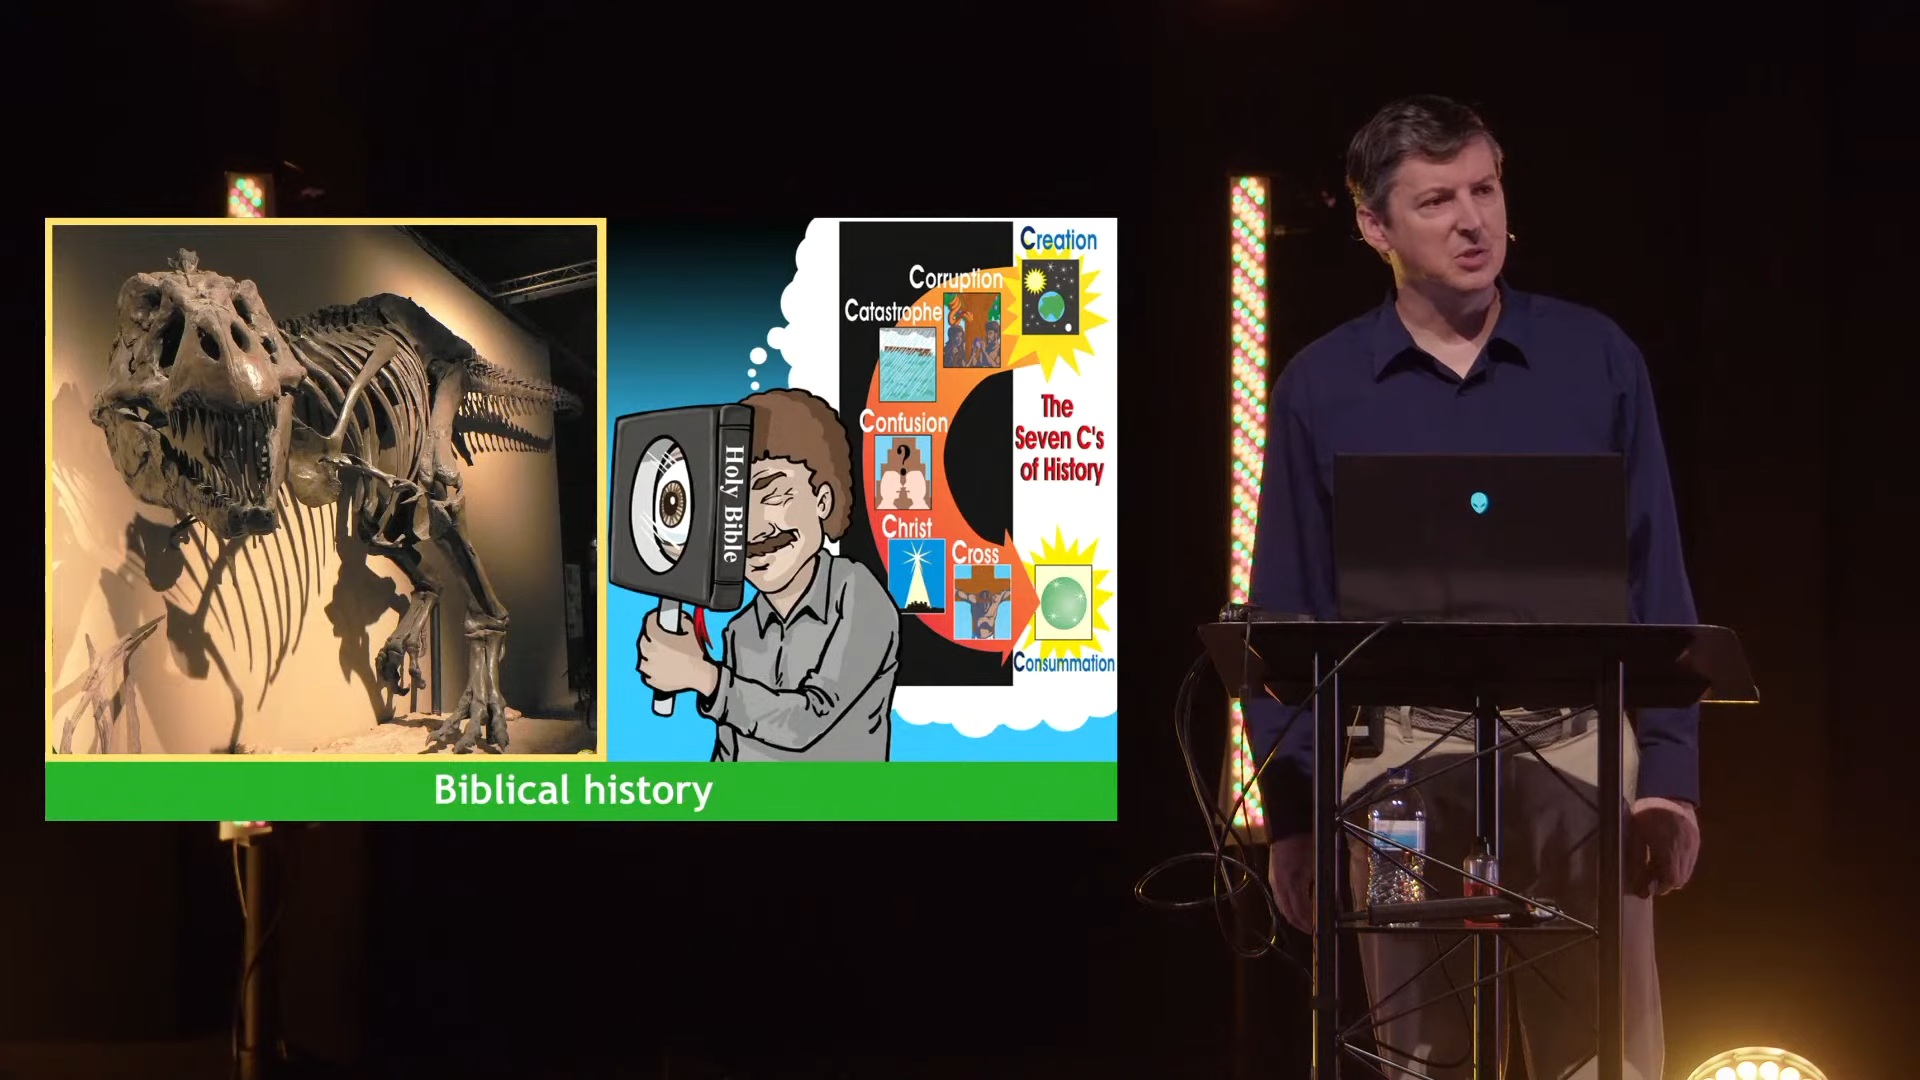 Creation
Corruption
Catastrophe
The
Seven C's
of History
Confusion
?
Holy Bible
Christ
Cross
Consummation
Biblical history